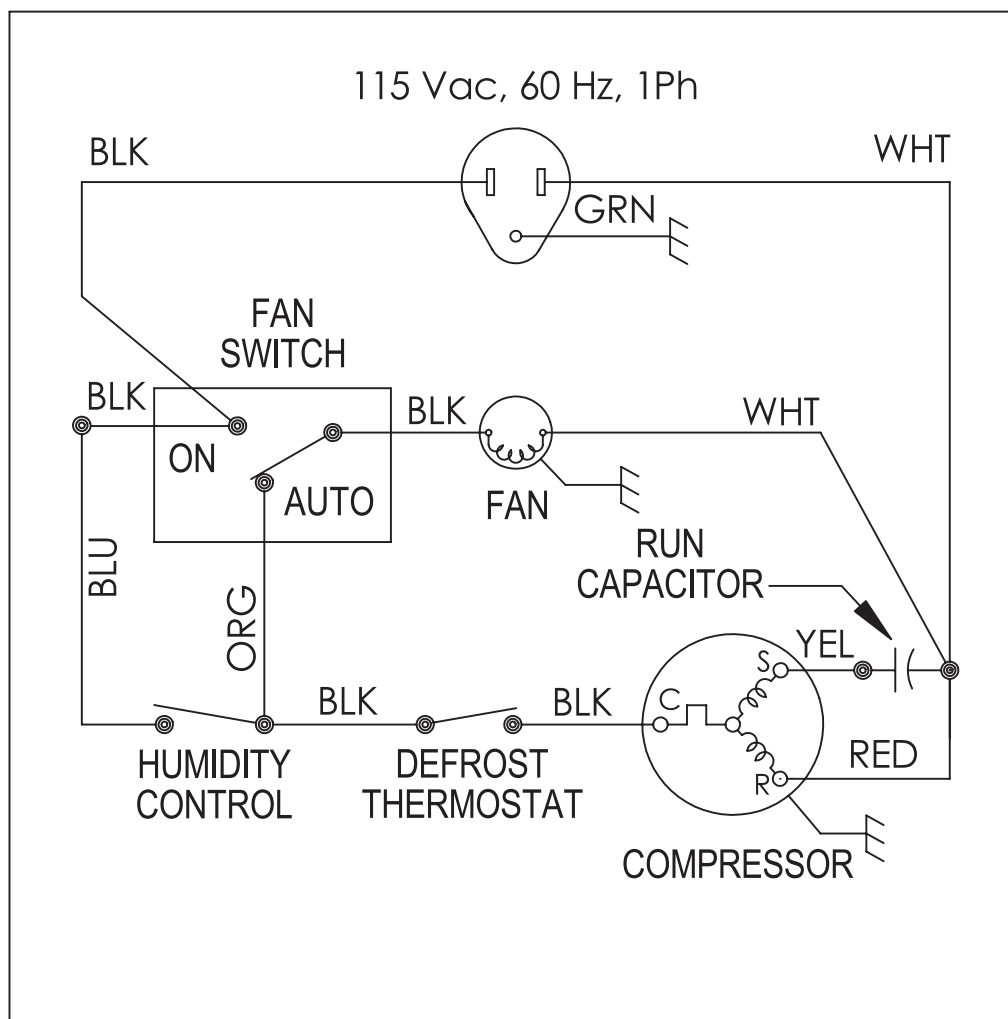 115 Vac, 60 Hz, 1Ph
BLK
WHT
GRN
FAN
SWITCH
BLK
BLK
WHT
ON
AUTO
FAN
BLU
ORG
RUN
CAPACITOR
YEL
S
C
BLK
BLK
RED
R
HUMIDITY
CONTROL
DEFROST
THERMOSTAT
COMPRESSOR